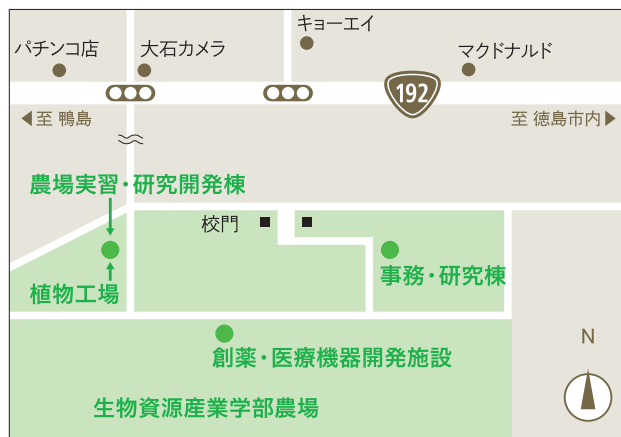 キョーエイ
パチンコ店
大石カメラ
マクドナルド
192
至 鴨島
至 徳島市内
農場実習・研究開発棟
校門
事務・研究棟
植物工場
創薬・医療機器開発施設
生物資源産業学部農場
N